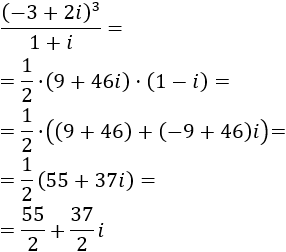 (-3 + 2i)³ / 1 + i =
= 1/2 ·(9 + 46i) · (1 − i) =
= 1/2 ·((9 + 46) + (−9 + 46)i)=
= 1/2 (55 + 37i) =
= 55/2 + 37/2 i